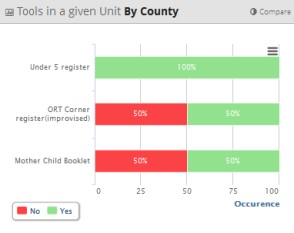 Tools in a given Unit By County
Compare
Under 5 register
100%
ORT Corner
register(improvised)
50%
50%
Mother Child Booklet
50%
50%
0 25 50 75 100
Occurence
No Yes